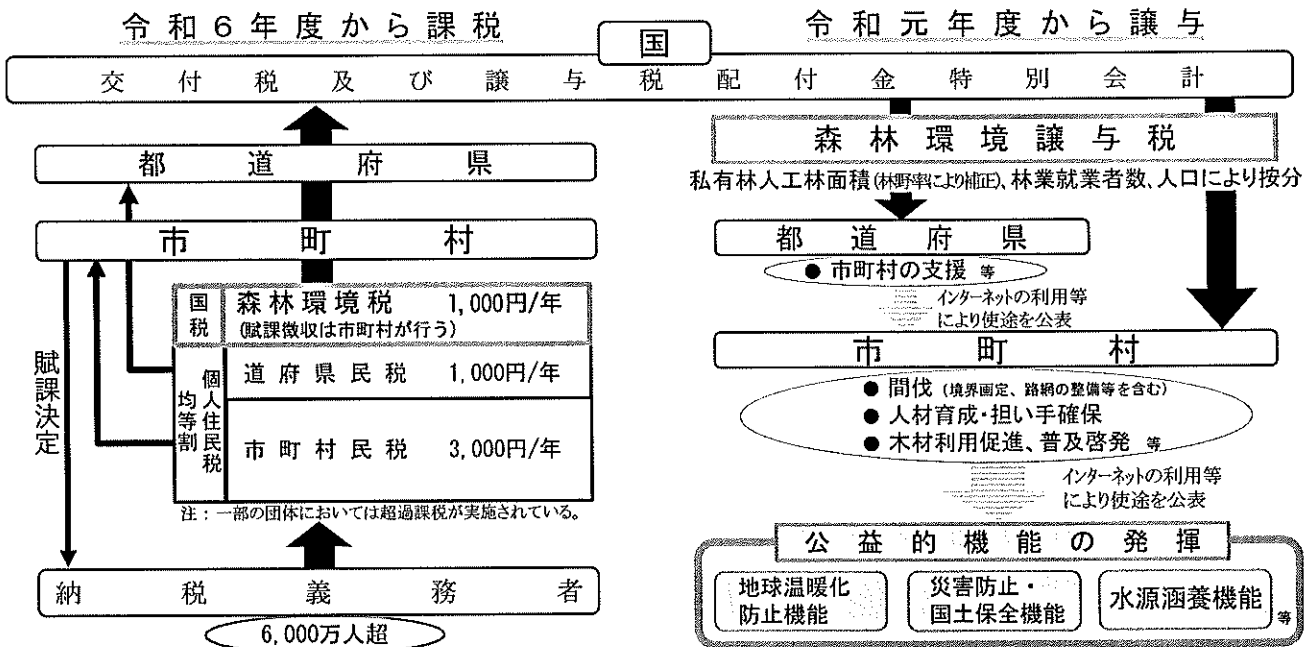 令和６年度から課税
令和元年度から譲与
国
交付税及び譲与税配付金特別会計
都道府県
市町村
国税
森林環境税 1,000円/年
(賦課徴収は市町村が行う)
個人住民税
均等割
道府県民税 1,000円/年
市町村民税 3,000円/年
注：一部の団体においては超過課税が実施されている。
賦課決定
納税義務者
6,000万人超
森林環境譲与税
私有林人工林面積(林野率により補正)、林業就業者数、人口により按分
都道府県
● 市町村の支援 等
インターネットの利用等
により使途を公表
市町村
● 間伐 (境界画定、路網の整備等を含む)
● 人材育成・担い手確保
● 木材利用促進、普及啓発 等
インターネットの利用等
により使途を公表
公益的機能の発揮
地球温暖化
防止機能
災害防止・
国土保全機能
水源涵養機能
等